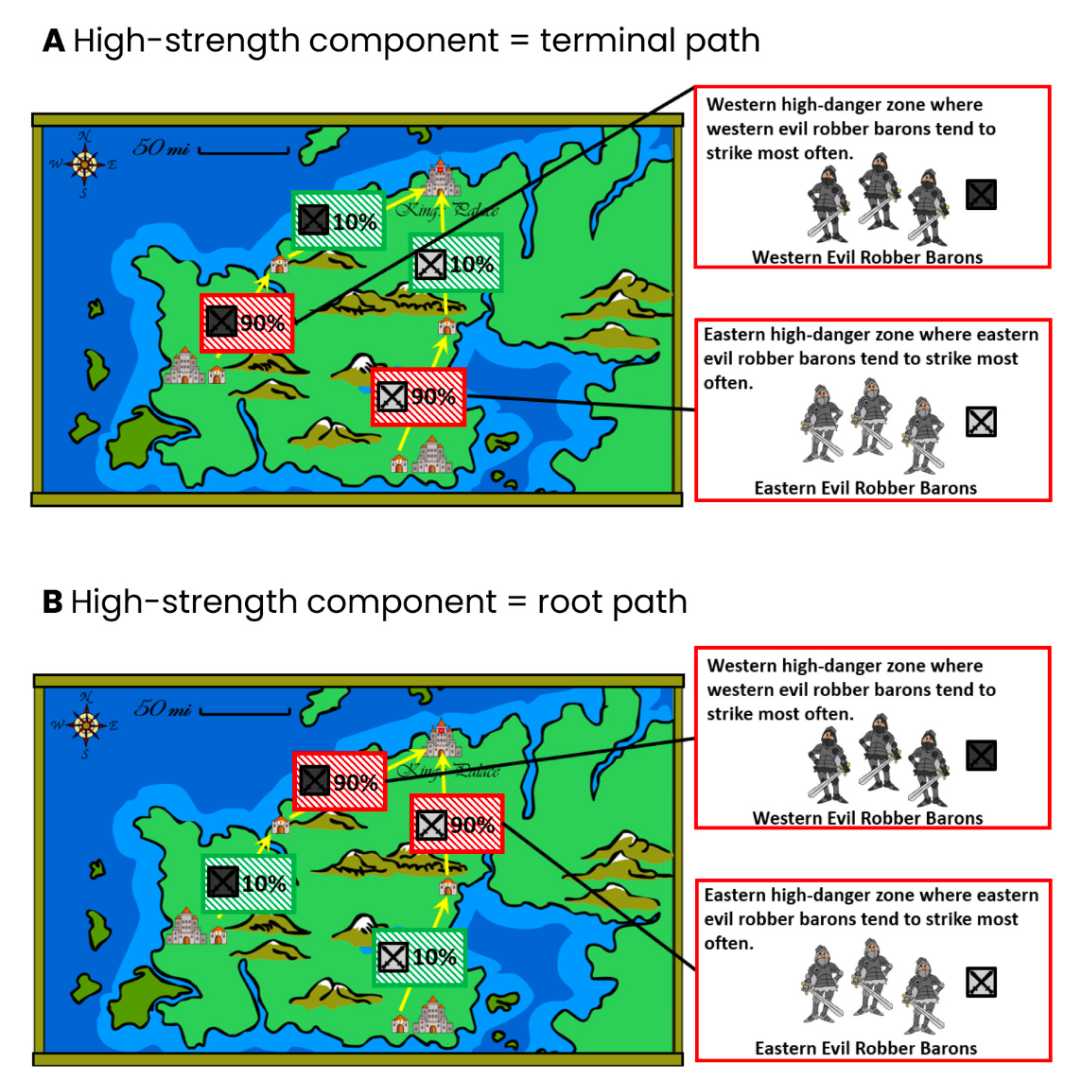 A High-strength component = terminal path
Western high-danger zone where
western evil robber barons tend to
strike most often.
Western Evil Robber Barons
N
W E
S
50 mi
King's Palace
10%
10%
90%
90%
Eastern high-danger zone where eastern
evil robber barons tend to strike most
often.
Eastern Evil Robber Barons
B High-strength component = root path
Western high-danger zone where
western evil robber barons tend to
strike most often.
Western Evil Robber Barons
N
W E
S
50 mi
King's Palace
90%
90%
10%
10%
Eastern high-danger zone where eastern
evil robber barons tend to strike most
often.
Eastern Evil Robber Barons